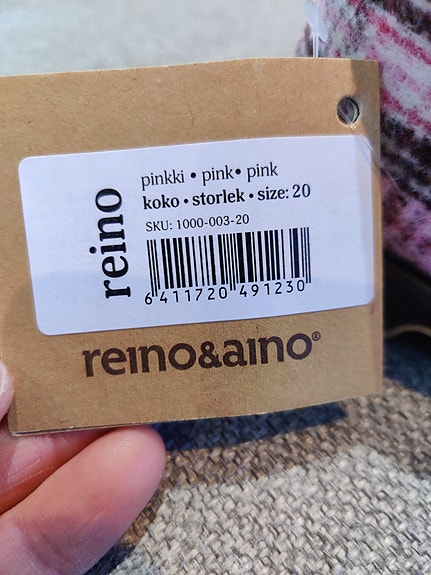 reino
pinkki • pink• pink
koko • storlek • size: 20
SKU: 1000-003-20
6 411720 491230
reino&aino®